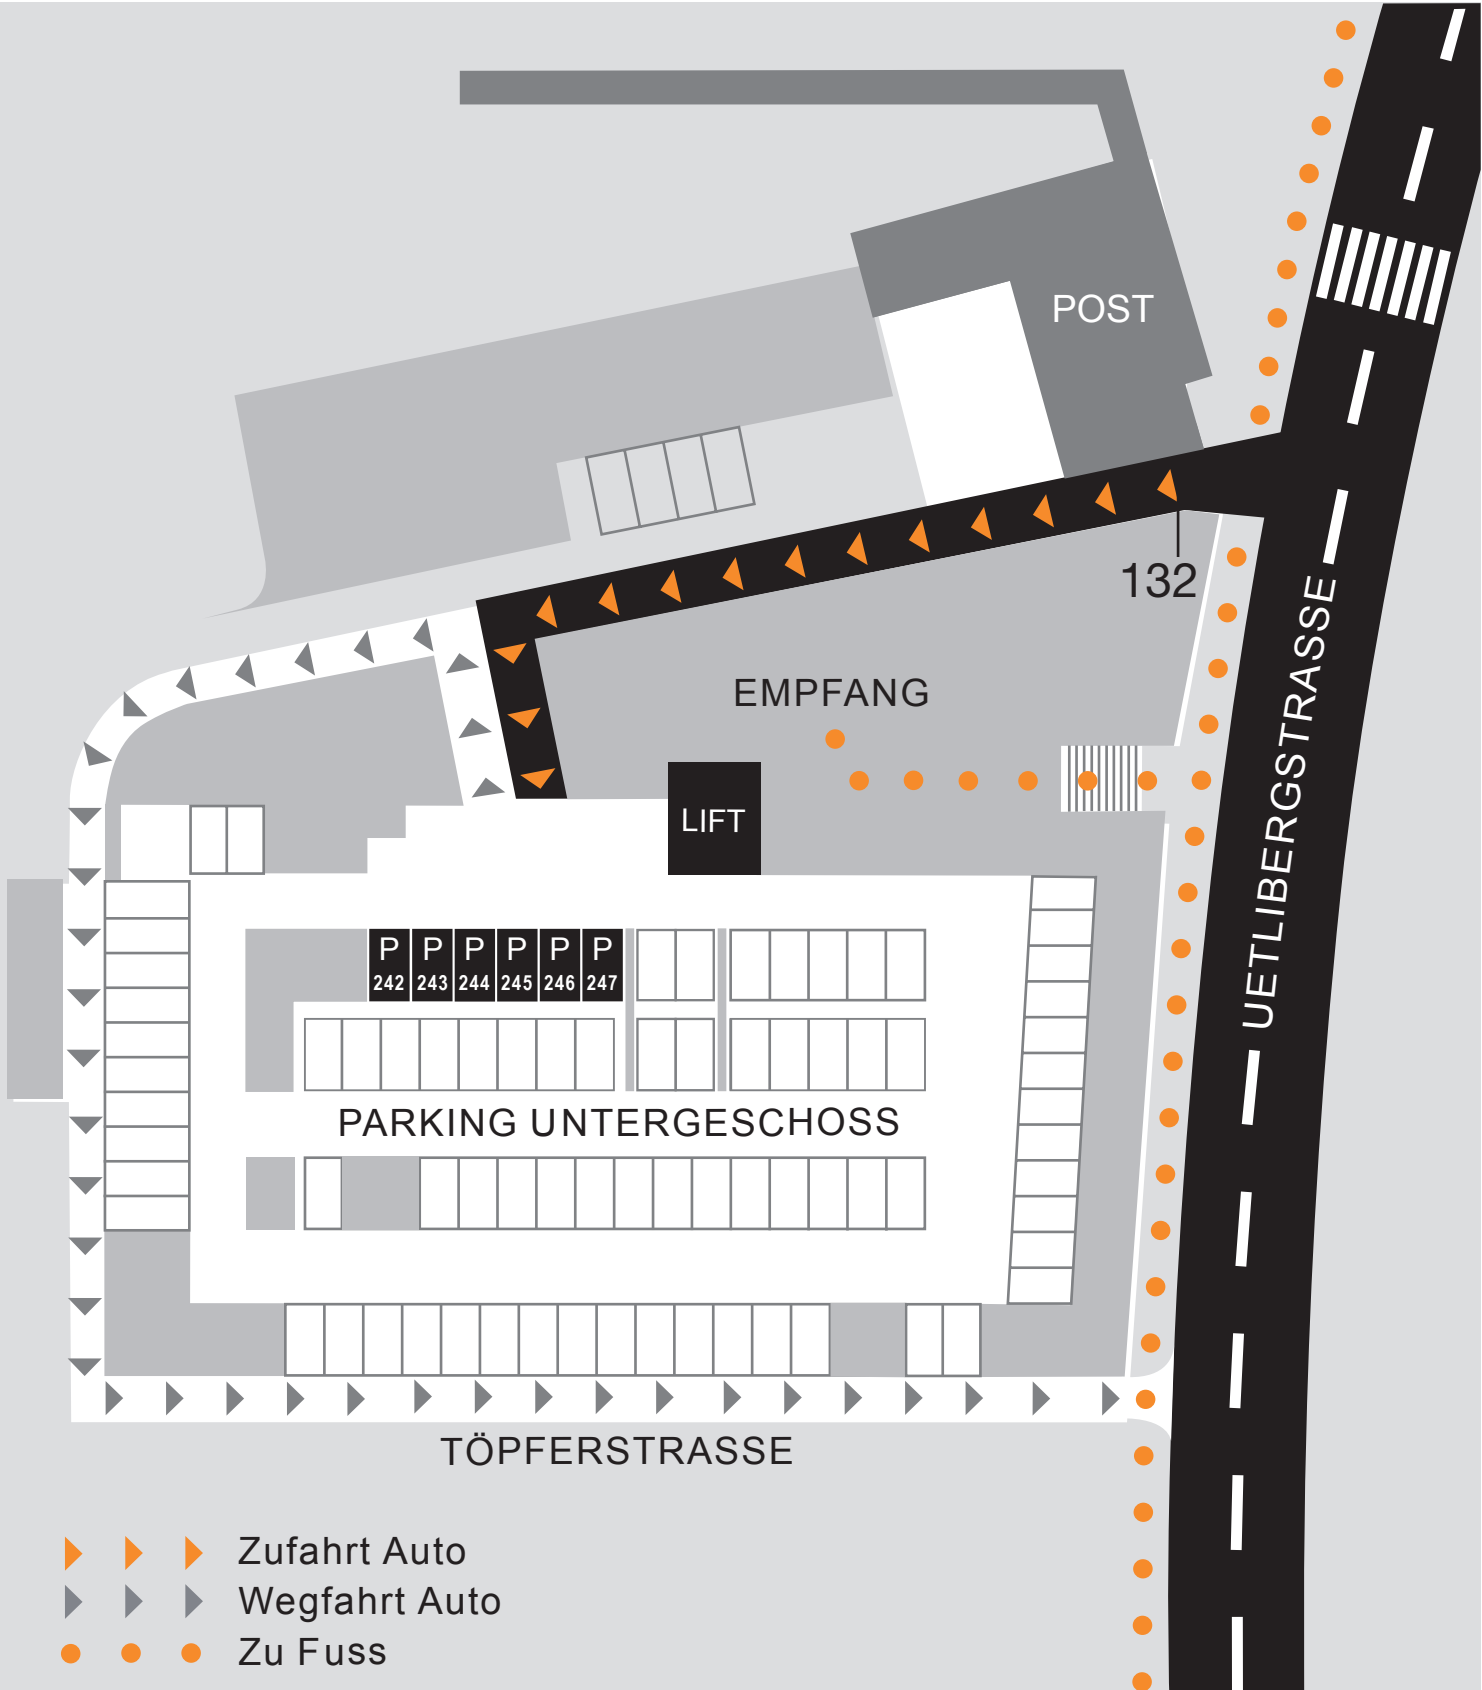 POST
132
UETLIBERGSTRASSE
EMPFANG
LIFT
P P P P P P
242 243 244 245 246 247
PARKING UNTERGESCHOSS
TÖPFERSTRASSE
Zufahrt Auto
Wegfahrt Auto
Zu Fuss